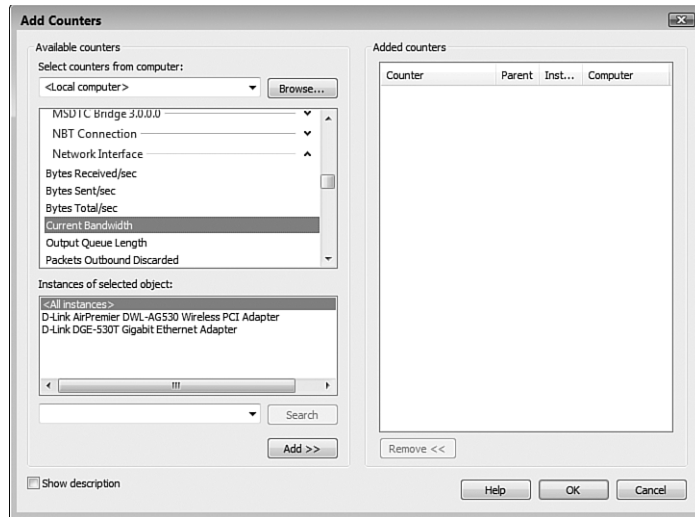 Add Counters
Available counters
Select counters from computer:
<Local computer>
Browse...
MSDTC Bridge 3.0.0.0
NBT Connection
Network Interface
Bytes Received/sec
Bytes Sent/sec
Bytes Total/sec
Current Bandwidth
Output Queue Length
Packets Outbound Discarded
Instances of selected object:
<All instances>
D-Link AirPremier DWL-AG530 Wireless PCI Adapter
D-Link DGE-530T Gigabit Ethernet Adapter
Search
Add >>
Show description
Added counters
Counter Parent Inst... Computer
Remove <<
Help OK Cancel